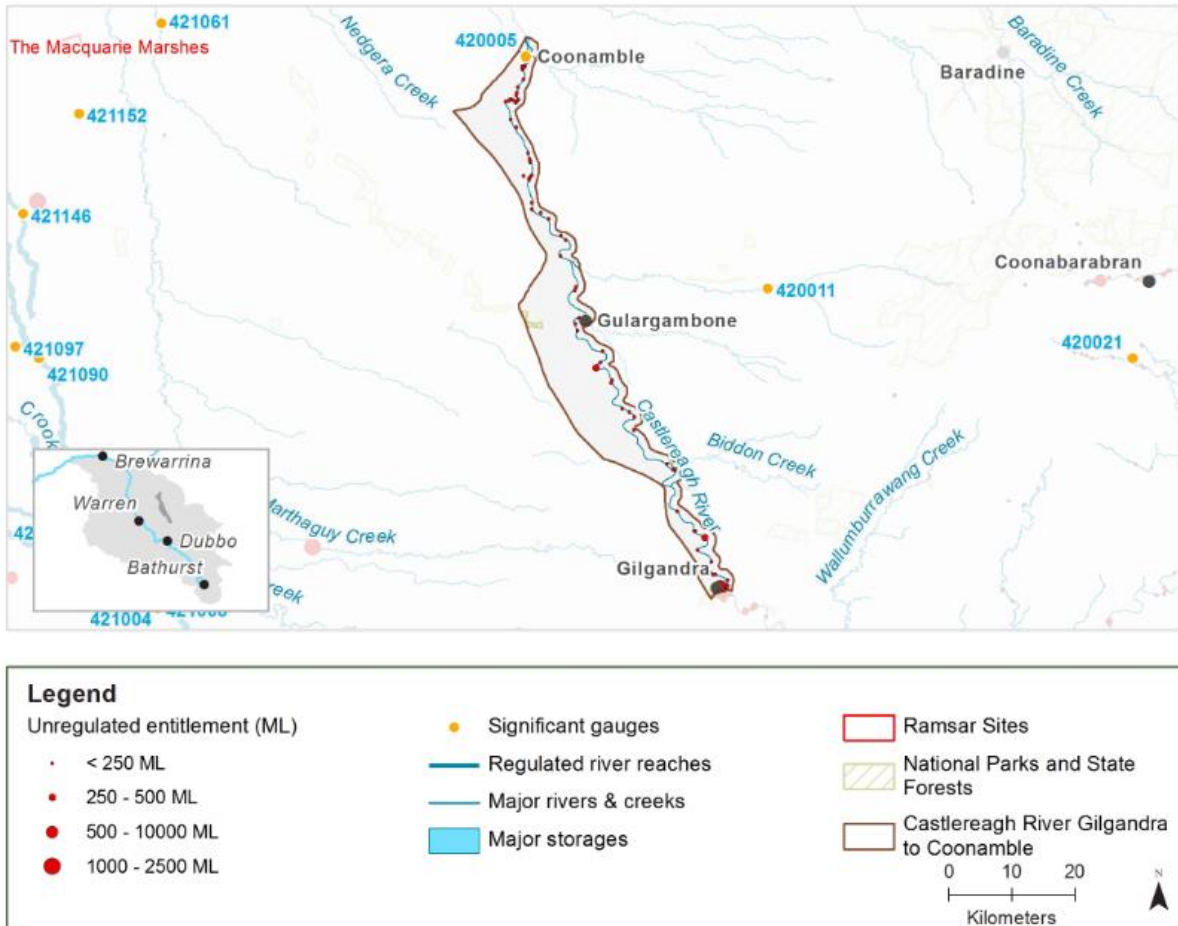 421061
The Macquarie Marshes
Nedgera Creek
420005
Coonamble
Baradine
Baradine Creek
421152
421146
Coonabarabran
420011
Gulargambone
420021
421097
421090
Crook
Castlereagh River
Biddon Creek
Wallumburrawang Creek
Marthaguy Creek
Gilgandra
42
reek
421004
Brewarrina
Warren
Dubbo
Bathurst
Legend
Unregulated entitlement (ML)
< 250 ML
250 - 500 ML
500 - 10000 ML
1000 - 2500 ML
Significant gauges
Regulated river reaches
Major rivers & creeks
Major storages
Ramsar Sites
National Parks and State
Forests
Castlereagh River Gilgandra
to Coonamble
0 10 20
Kilometers
N